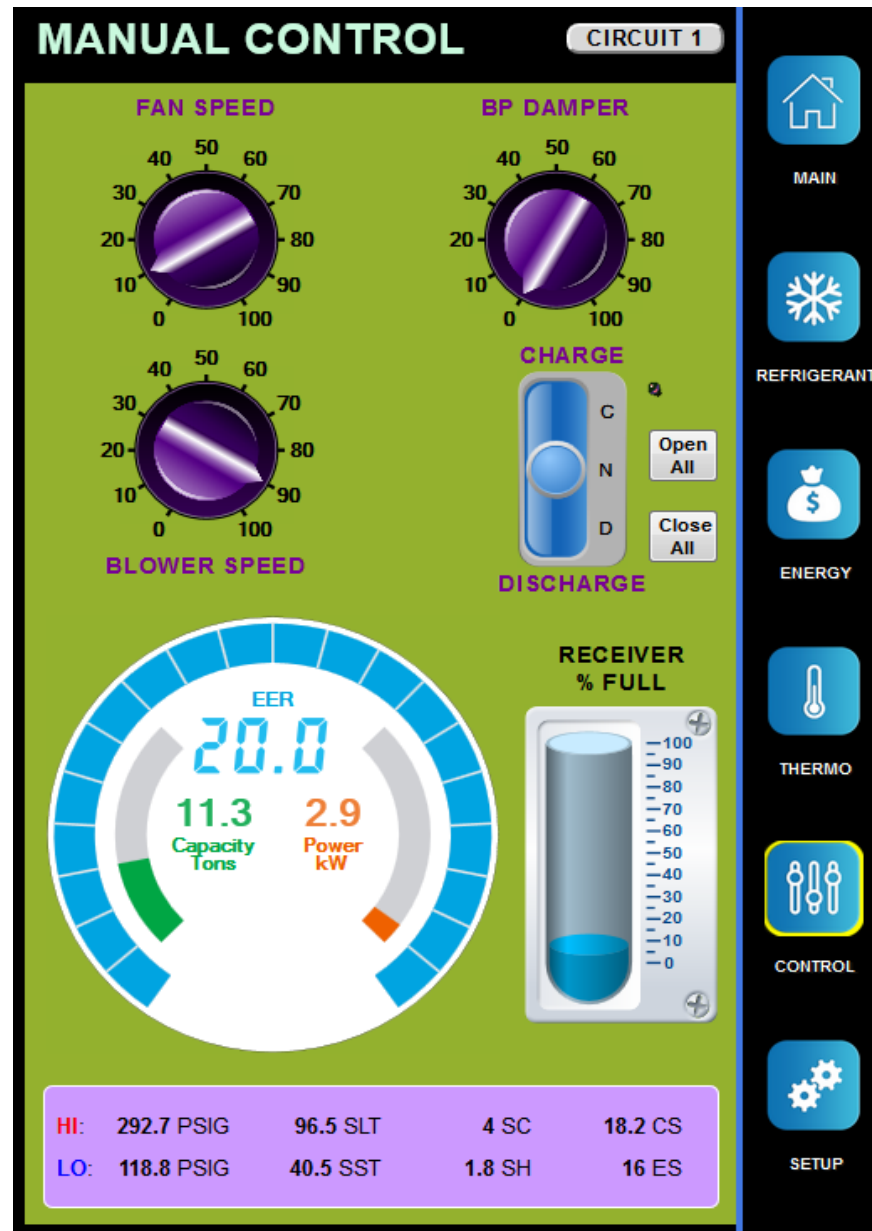 MANUAL CONTROL
CIRCUIT 1
FAN SPEED
0 10 20 30 40 50 60 70 80 90 100
BP DAMPER
0 10 20 30 40 50 60 70 80 90 100
0 10 20 30 40 50 60 70 80 90 100
BLOWER SPEED
CHARGE
C
N
D
Open
All
Close
All
DISCHARGE
EER
20.0
11.3
Capacity
Tons
2.9
Power
kW
RECEIVER
% FULL
100
90
80
70
60
50
40
30
20
10
0
HI: 292.7 PSIG 96.5 SLT 4 SC 18.2 CS
LO: 118.8 PSIG 40.5 SST 1.8 SH 16 ES
MAIN
REFRIGERANT
$
ENERGY
THERMO
CONTROL
SETUP